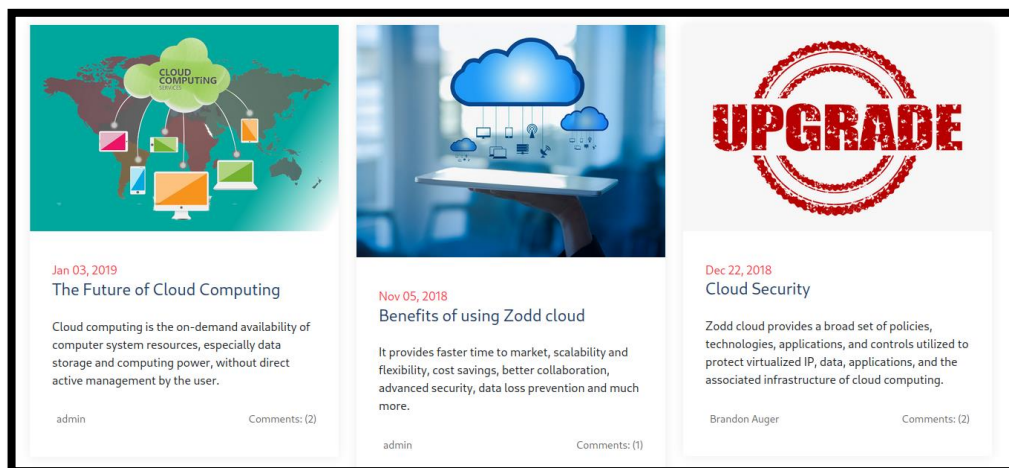 CLOUD
COMPUTING
SERVICES
Jan 03, 2019
The Future of Cloud Computing
Cloud computing is the on-demand availability of
computer system resources, especially data
storage and computing power, without direct
active management by the user.
admin
Comments: (2)
Nov 05, 2018
Benefits of using Zodd cloud
It provides faster time to market, scalability and
flexibility, cost savings, better collaboration,
advanced security, data loss prevention and much
more.
admin
Comments: (1)
UPGRADE
Dec 22, 2018
Cloud Security
Zodd cloud provides a broad set of policies,
technologies, applications, and controls utilized to
protect virtualized IP, data, applications, and the
associated infrastructure of cloud computing.
Brandon Auger
Comments: (2)